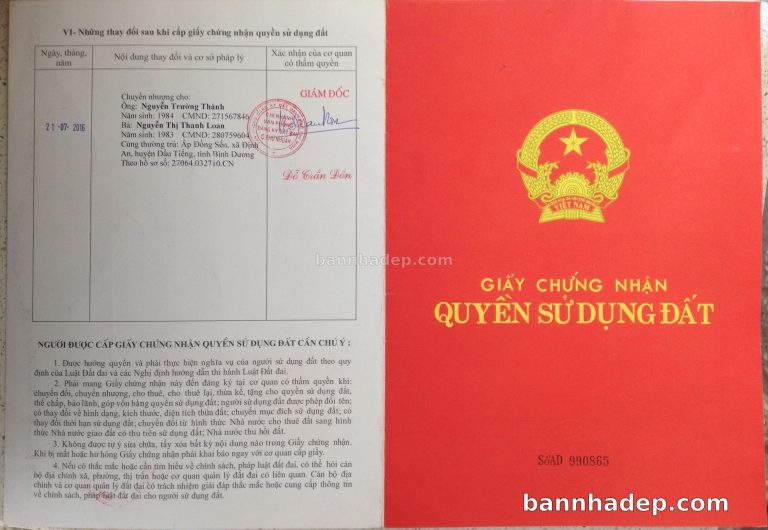 VI- Những thay đổi sau khi cấp giấy chứng nhận quyền sử dụng đất
Ngày, tháng, năm
Nội dung thay đổi và cơ sở pháp lý
Xác nhận của cơ quan có thẩm quyền
21 -07- 2016
Chuyển nhượng cho:
Ông: Nguyễn Trường Thành
Năm sinh: 1984 CMND: 271567846
Bà: Nguyễn Thị Thanh Loan
Năm sinh: 1983 CMND: 280759604
Cùng thường trú: Ấp Đồng Sến, xã Định
An, huyện Dầu Tiếng, tỉnh Bình Dương
Theo hồ sơ số: 27064.032710.CN
GIÁM ĐỐC
CHI NHÁNH
VĂN PHÒNG
ĐĂNG KÝ ĐẤT ĐAI
Đỗ Trần Đôn
bannhadep.com
NGƯỜI ĐƯỢC CẤP GIẤY CHỨNG NHẬN QUYỀN SỬ DỤNG ĐẤT CẦN CHÚ Ý :
1. Được hưởng quyền và phải thực hiện nghĩa vụ của người sử dụng đất theo quy
định của Luật Đất đai và các Nghị định hướng dẫn thi hành Luật Đất đai.
2. Phải mang Giấy chứng nhận này đến đăng ký tại cơ quan có thẩm quyền khi:
chuyển đổi, chuyển nhượng, cho thuê, cho thuê lại, thừa kế, tặng cho quyền sử dụng đất,
thế chấp, bảo lãnh, góp vốn bằng quyền sử dụng đất; người sử dụng đất được phép đổi tên;
có thay đổi về hình dạng, kích thước, diện tích thửa đất; chuyển mục đích sử dụng đất; có
thay đổi thời hạn sử dụng đất; chuyển đổi từ hình thức Nhà nước cho thuê đất sang hình
thức Nhà nước giao đất có thu tiền sử dụng đất; Nhà nước thu hồi đất.
3. Không được tự ý sửa chữa, tẩy xóa bất kỳ nội dung nào trong Giấy chứng nhận.
Khi bị mất hoặc hư hỏng Giấy chứng nhận phải khai báo ngay với cơ quan cấp giấy.
4. Nếu có thắc mắc hoặc cần tìm hiểu về chính sách, pháp luật đất đai, có thể hỏi cán
bộ địa chính xã, phường, thị trấn hoặc cơ quan quản lý đất đai có liên quan. Cán bộ địa
chính và cơ quan quản lý đất đai có trách nhiệm giải đáp thắc mắc hoặc cung cấp thông tin
về chính sách, pháp luật đất đai cho người sử dụng đất.
VIỆT NAM
GIẤY CHỨNG NHẬN
QUYỀN SỬ DỤNG ĐẤT
Số AD 990865
bannhadep.com